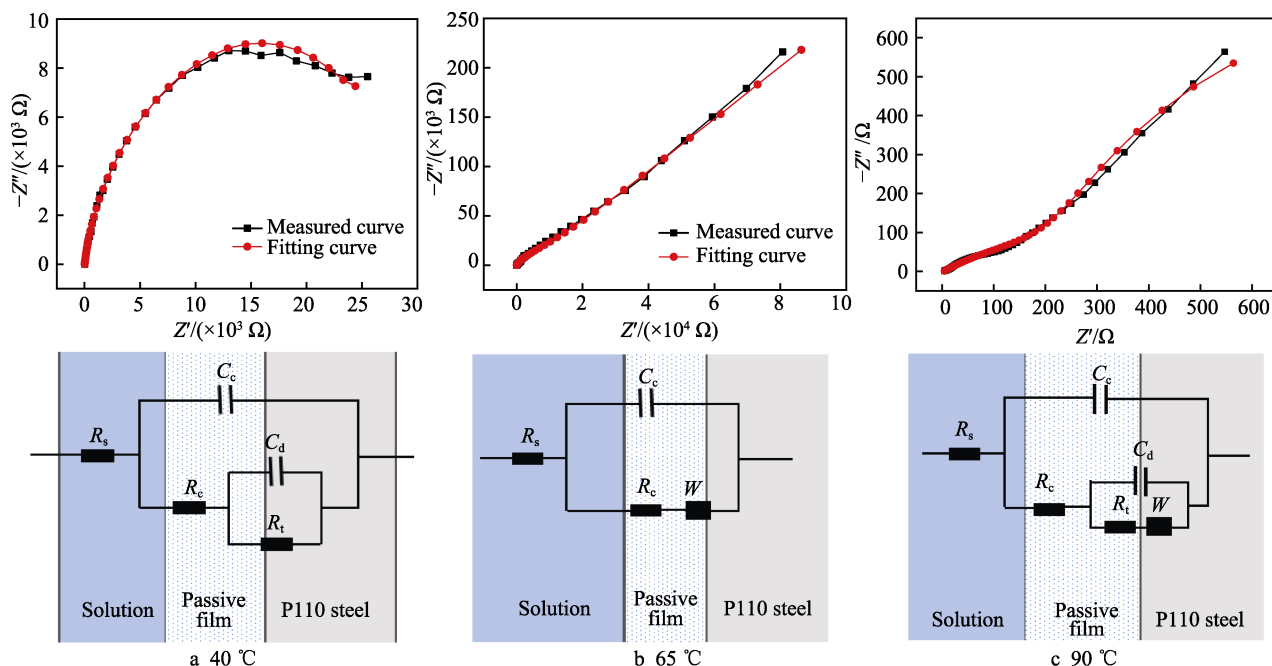 −Z″/(×10³ Ω)
10
8
6
4
2
0
0 5 10 15 20 25 30
Z′/(×10³ Ω)
Measured curve
Fitting curve
−Z″/(×10³ Ω)
250
200
150
100
50
0
0 2 4 6 8 10
Z′/(×10⁴ Ω)
Measured curve
Fitting curve
−Z″/Ω
600
500
400
300
200
100
0
0 100 200 300 400 500 600
Z′/Ω
Measured curve
Fitting curve
Cc
Rs
Cd
Rc
Rt
Solution
Passive
film
P110 steel
a 40 ℃
Cc
Rs
Rc
W
Solution
Passive
film
P110 steel
b 65 ℃
Cc
Rs
Cd
Rc
Rt
W
Solution
Passive
film
P110 steel
c 90 ℃